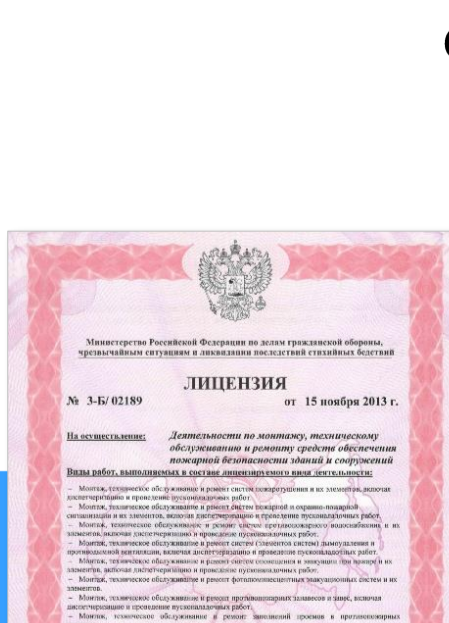 Министерство Российской Федерации по делам гражданской обороны,
чрезвычайным ситуациям и ликвидации последствий стихийных бедствий
ЛИЦЕНЗИЯ
№ 3-Б/ 02189 от 15 ноября 2013 г.
На осуществление: Деятельности по монтажу, техническому
обслуживанию и ремонту средств обеспечения
пожарной безопасности зданий и сооружений
Виды работ, выполняемых в составе лицензируемого вида деятельности:
– Монтаж, техническое обслуживание и ремонт систем пожаротушения и их элементов, включая
диспетчеризацию и проведение пусконаладочных работ.
– Монтаж, техническое обслуживание и ремонт систем пожарной и охранно-пожарной
сигнализации и их элементов, включая диспетчеризацию и проведение пусконаладочных работ.
– Монтаж, техническое обслуживание и ремонт систем противопожарного водоснабжения и их
элементов, включая диспетчеризацию и проведение пусконаладочных работ.
– Монтаж, техническое обслуживание и ремонт систем (элементов систем) дымоудаления и
противодымной вентиляции, включая диспетчеризацию и проведение пусконаладочных работ.
– Монтаж, техническое обслуживание и ремонт систем оповещения и эвакуации при пожаре и их
элементов, включая диспетчеризацию и проведение пусконаладочных работ.
– Монтаж, техническое обслуживание и ремонт фотолюминесцентных эвакуационных систем и их
элементов.
– Монтаж, техническое обслуживание и ремонт противопожарных занавесов и завес, включая
диспетчеризацию и проведение пусконаладочных работ.
– Монтаж, техническое обслуживание и ремонт заполнений проемов в противопожарных